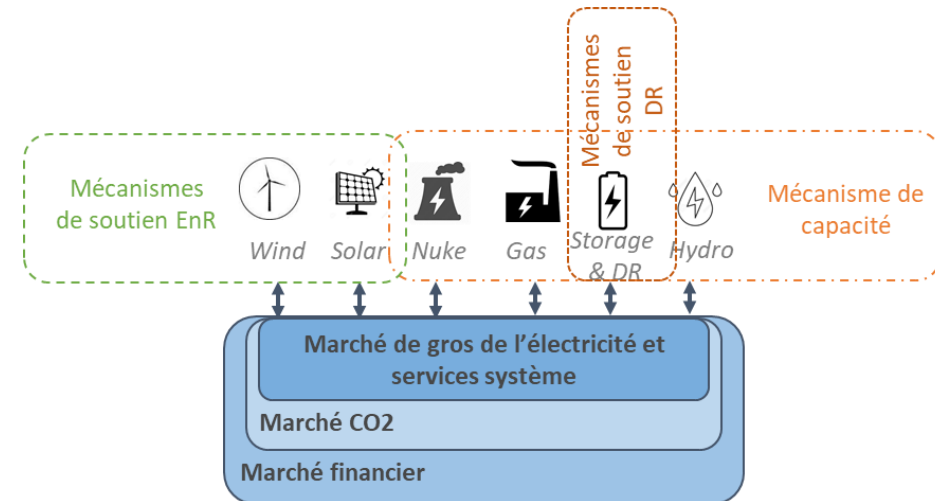 Mécanismes
de soutien
DR
Mécanismes
de soutien EnR
Wind
Solar
Nuke
Gas
Storage
& DR
Hydro
Mécanisme de
capacité
Marché de gros de l’électricité et
services système
Marché CO2
Marché financier